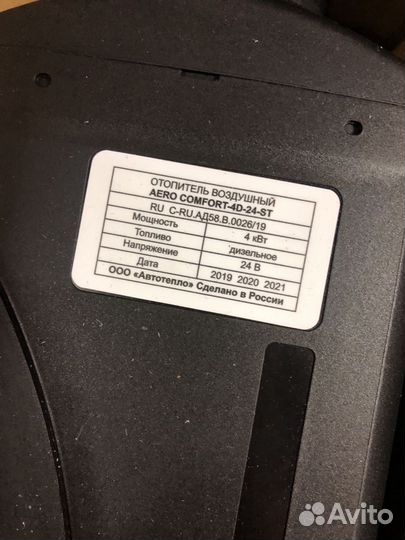 ОТОПИТЕЛЬ ВОЗДУШНЫЙ
AERO COMFORT-4D-24-ST
RU C-RU.АД58.В.0026/19
Мощность 4 кВт
Топливо дизельное
Напряжение 24 В
Дата 2019 2020 2021
ООО «Автотепло» Сделано в России
Avito